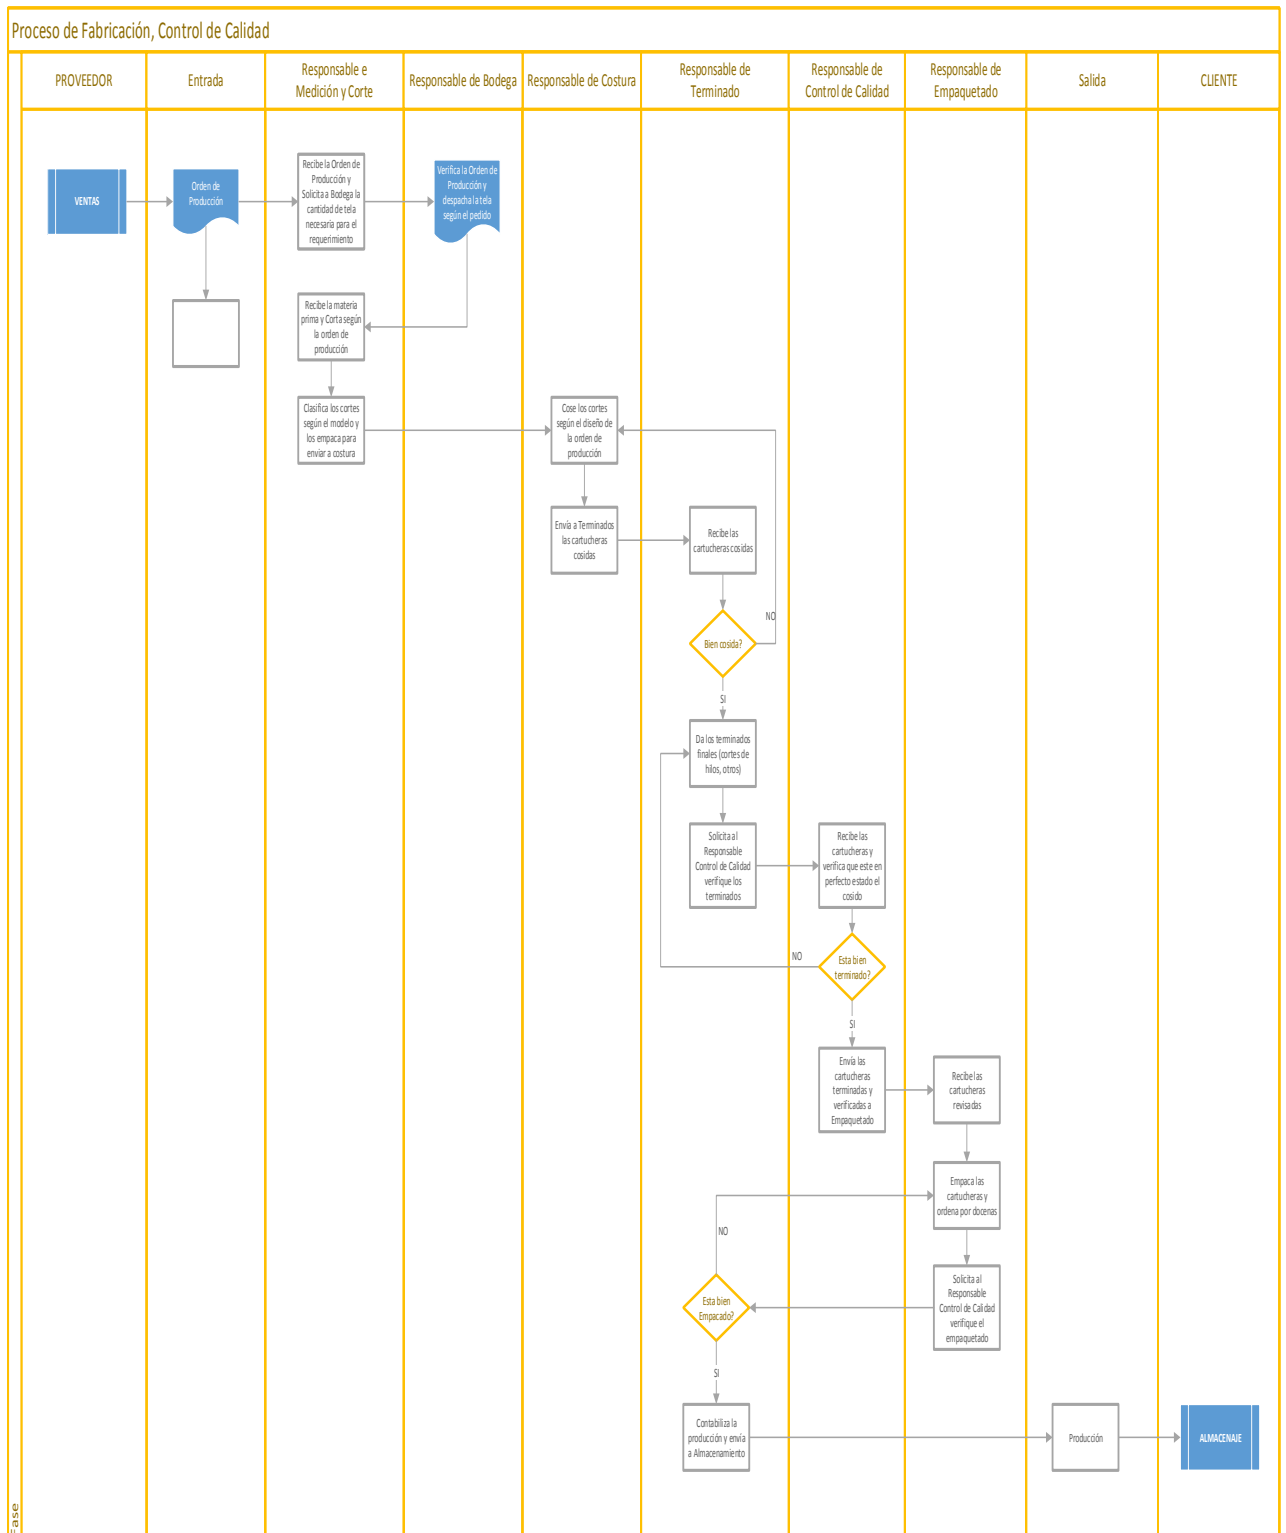 Proceso de Fabricación, Control de Calidad
PROVEEDOR
Entrada
Responsable e
Medición y Corte
Responsable de Bodega
Responsable de Costura
Responsable de
Terminado
Responsable de
Control de Calidad
Responsable de
Empaquetado
Salida
CLIENTE
VENTAS
Orden de
Producción
Recibe la Orden de
Producción y
Solicita a Bodega la
cantidad de tela
necesaria para el
requerimiento
Verifica la Orden de
Producción y
despacha la tela
según el pedido
Recibe la materia
prima y Corta según
la orden de
producción
Clasifica los cortes
según el modelo y
los empaca para
enviar a costura
Cose los cortes
según el diseño de
la orden de
producción
Envía a Terminados
las cartucheras
cosidas
Recibe las
cartucheras cosidas
NO
Bien cosida?
SI
Da los terminados
finales (cortes de
hilos, otros)
Solicita al
Responsable
Control de Calidad
verifique los
terminados
Recibe las
cartucheras y
verifica que este en
perfecto estado el
cosido
NO
Esta bien
terminado?
SI
Envía las
cartucheras
terminadas y
verificadas a
Empaquetado
Recibe las
cartucheras
revisadas
Empaca las
cartucheras y
ordena por docenas
NO
Solicita al
Responsable
Control de Calidad
verifique el
empaquetado
Esta bien
Empacado?
SI
Contabiliza la
producción y envía
a Almacenamiento
Producción
ALMACENAJE
Fase